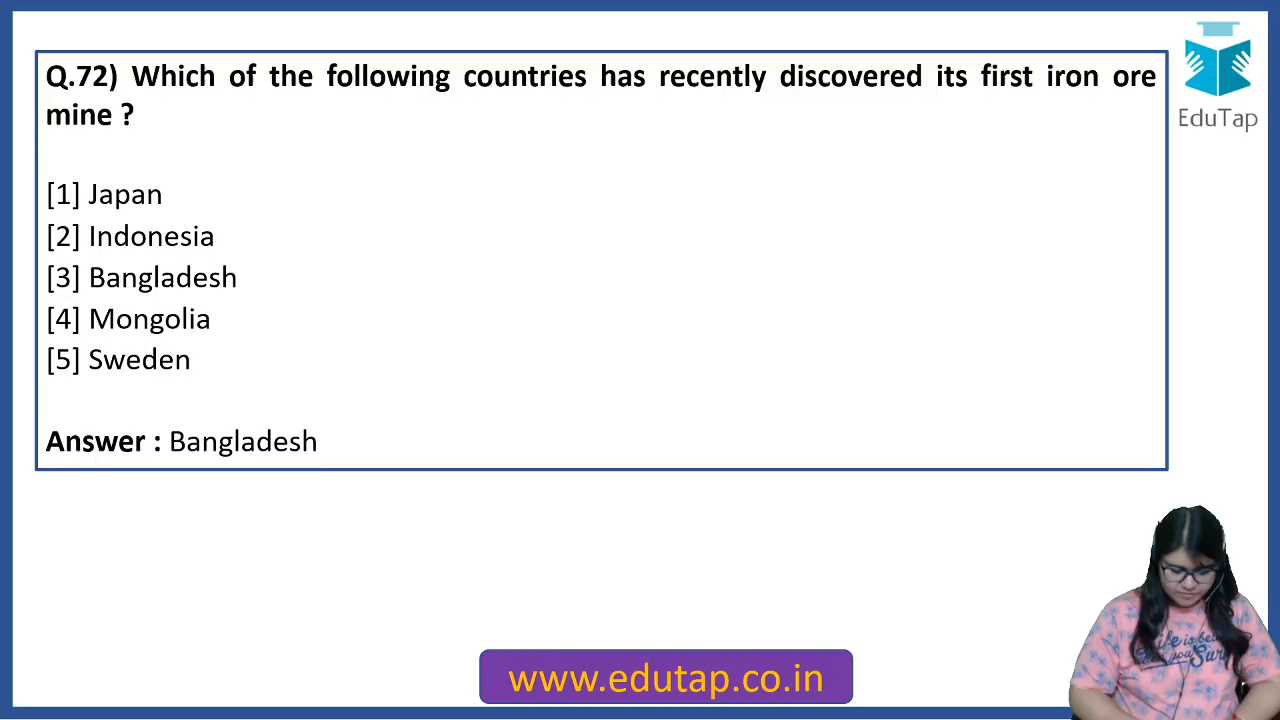 Q.72) Which of the following countries has recently discovered its first iron ore
mine ?
[1] Japan
[2] Indonesia
[3] Bangladesh
[4] Mongolia
[5] Sweden
Answer : Bangladesh
EduTap
www.edutap.co.in